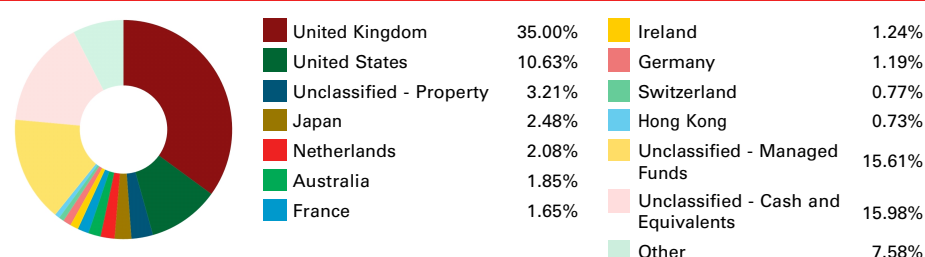 United Kingdom 35.00%
United States 10.63%
Unclassified - Property 3.21%
Japan 2.48%
Netherlands 2.08%
Australia 1.85%
France 1.65%
Ireland 1.24%
Germany 1.19%
Switzerland 0.77%
Hong Kong 0.73%
Unclassified - Managed
Funds 15.61%
Unclassified - Cash and
Equivalents 15.98%
Other 7.58%